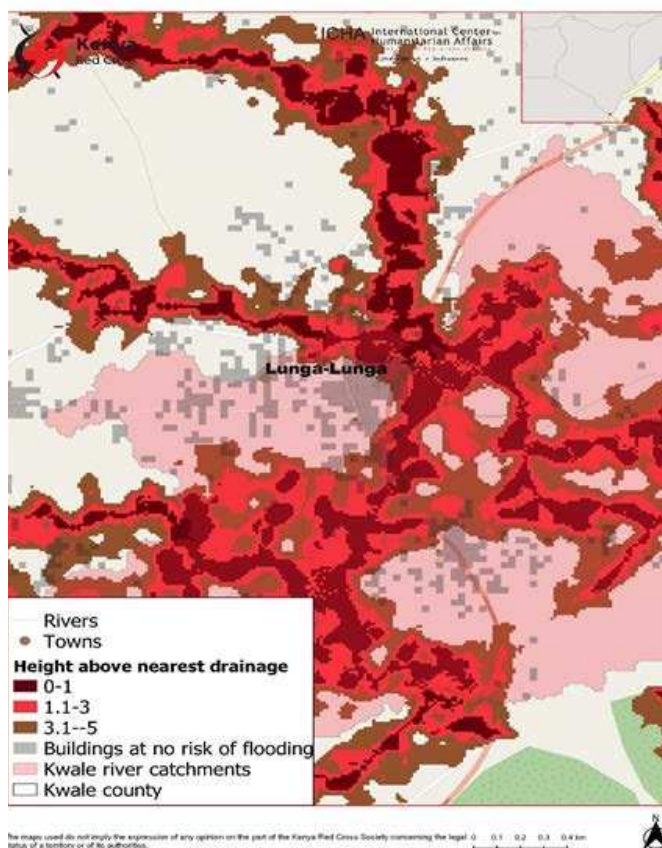 Kenya
Red Cross
ICHA International Center for
Humanitarian Affairs
Lunga-Lunga
Rivers
Towns
Height above nearest drainage
0-1
1.1-3
3.1--5
Buildings at no risk of flooding
Kwale river catchments
Kwale county
N
The maps used do not imply the expression of any opinion on the part of the Kenya Red Cross Society concerning the legal
status of a territory or of its authorities.
0 0.1 0.2 0.3 0.4 km